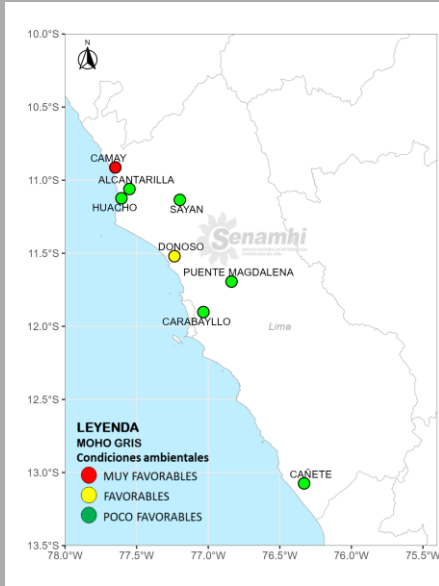 N
10.0°S
10.5°S
11.0°S
11.5°S
12.0°S
12.5°S
13.0°S
13.5°S
CAMAY
ALCANTARILLA
HUACHO
SAYAN
Senamhi
DONOSO
PUENTE MAGDALENA
CARABAYLLO
Lima
CAÑETE
LEYENDA
MOHO GRIS
Condiciones ambientales
MUY FAVORABLES
FAVORABLES
POCO FAVORABLES
78.0°W
77.5°W
77.0°W
76.5°W
76.0°W
75.5°W